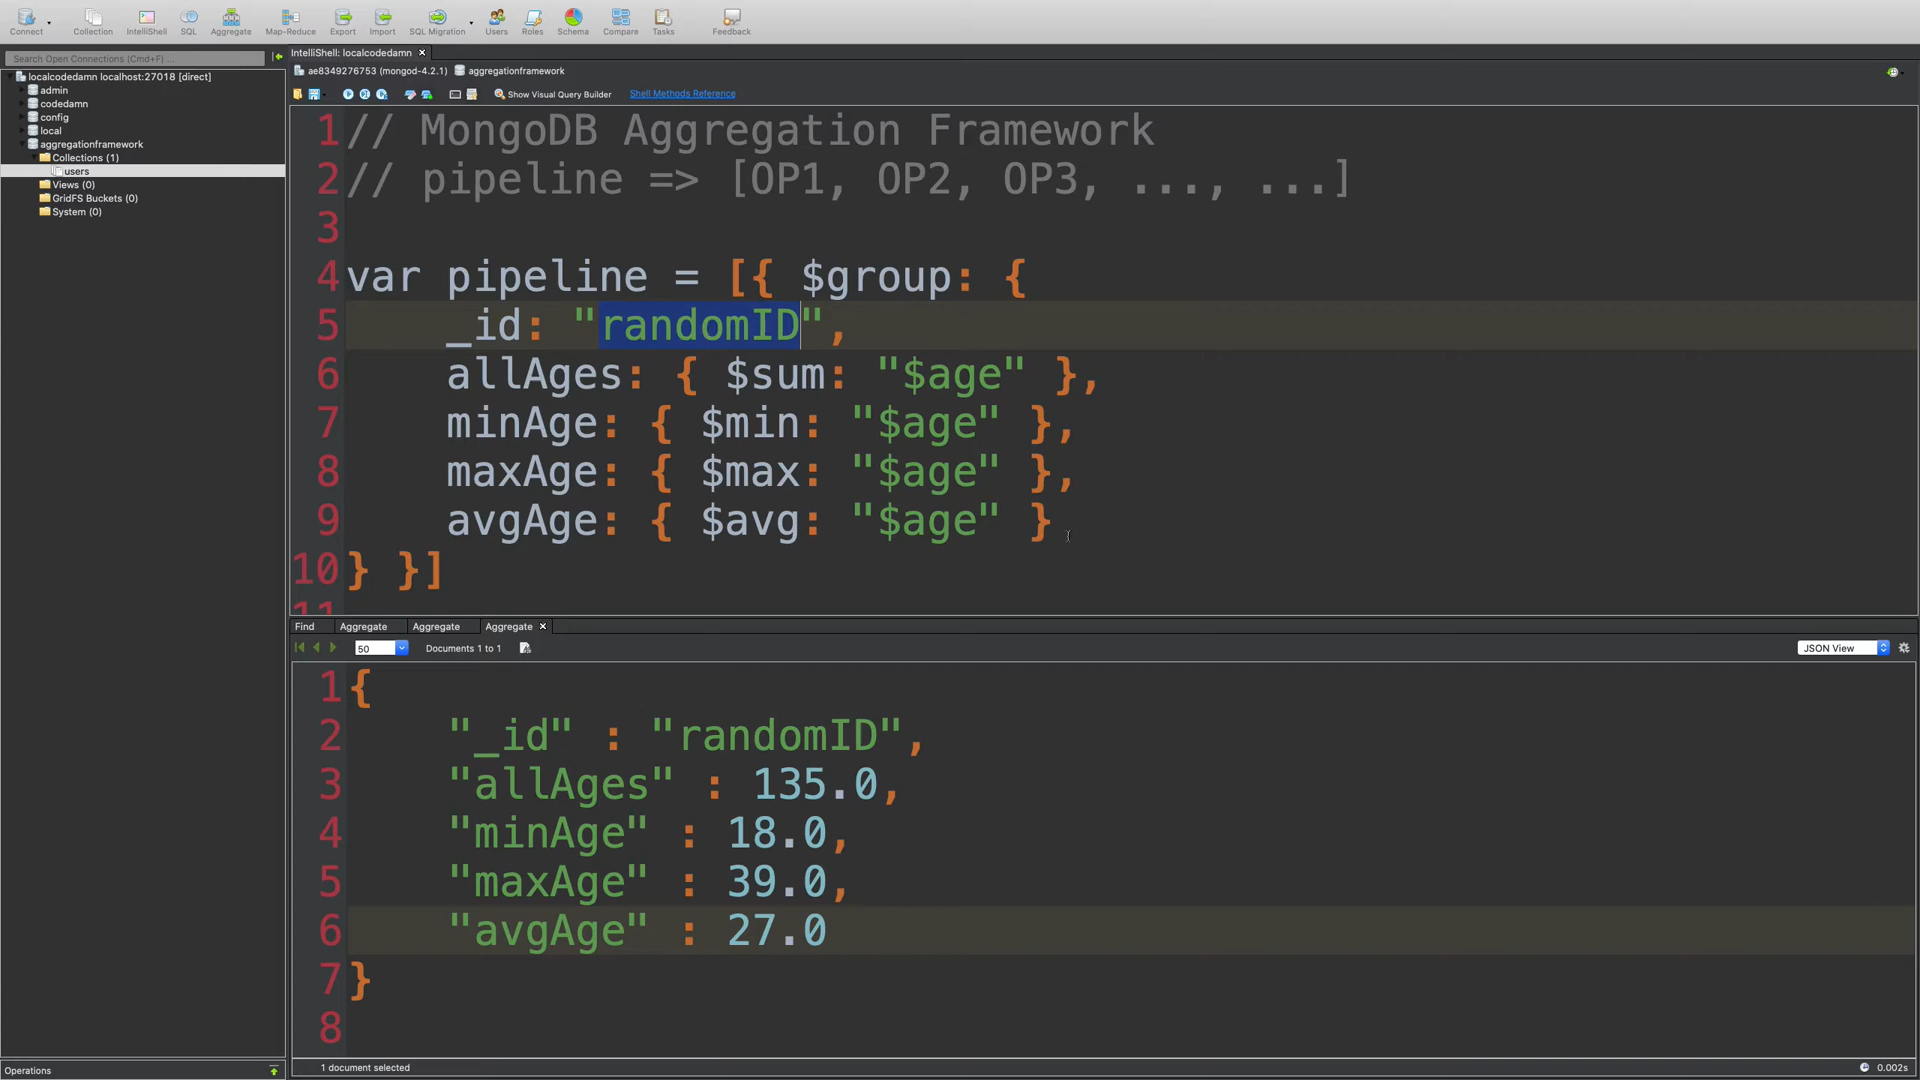 Connect
Collection
IntelliShell
SQL
Aggregate
Map-Reduce
Export
Import
SQL Migration
Users
Roles
Schema
Compare
Tasks
Feedback
Search Open Connections (Cmd+F) ...
IntelliShell: localcodedamn
localcodedamn localhost:27018 [direct]
admin
codedamn
config
local
aggregationframework
Collections (1)
users
Views (0)
GridFS Buckets (0)
System (0)
ae8349276753 (mongod-4.2.1) aggregationframework
Show Visual Query Builder Shell Methods Reference
1 // MongoDB Aggregation Framework
2 // pipeline => [OP1, OP2, OP3, ..., ...]
3
4 var pipeline = [{ $group: {
5 _id: "randomID",
6 allAges: { $sum: "$age" },
7 minAge: { $min: "$age" },
8 maxAge: { $max: "$age" },
9 avgAge: { $avg: "$age" }
10 } }]
11
Find Aggregate Aggregate Aggregate
50 Documents 1 to 1 JSON View
1 {
2 "_id" : "randomID",
3 "allAges" : 135.0,
4 "minAge" : 18.0,
5 "maxAge" : 39.0,
6 "avgAge" : 27.0
7 }
8
Operations
1 document selected
0.002s